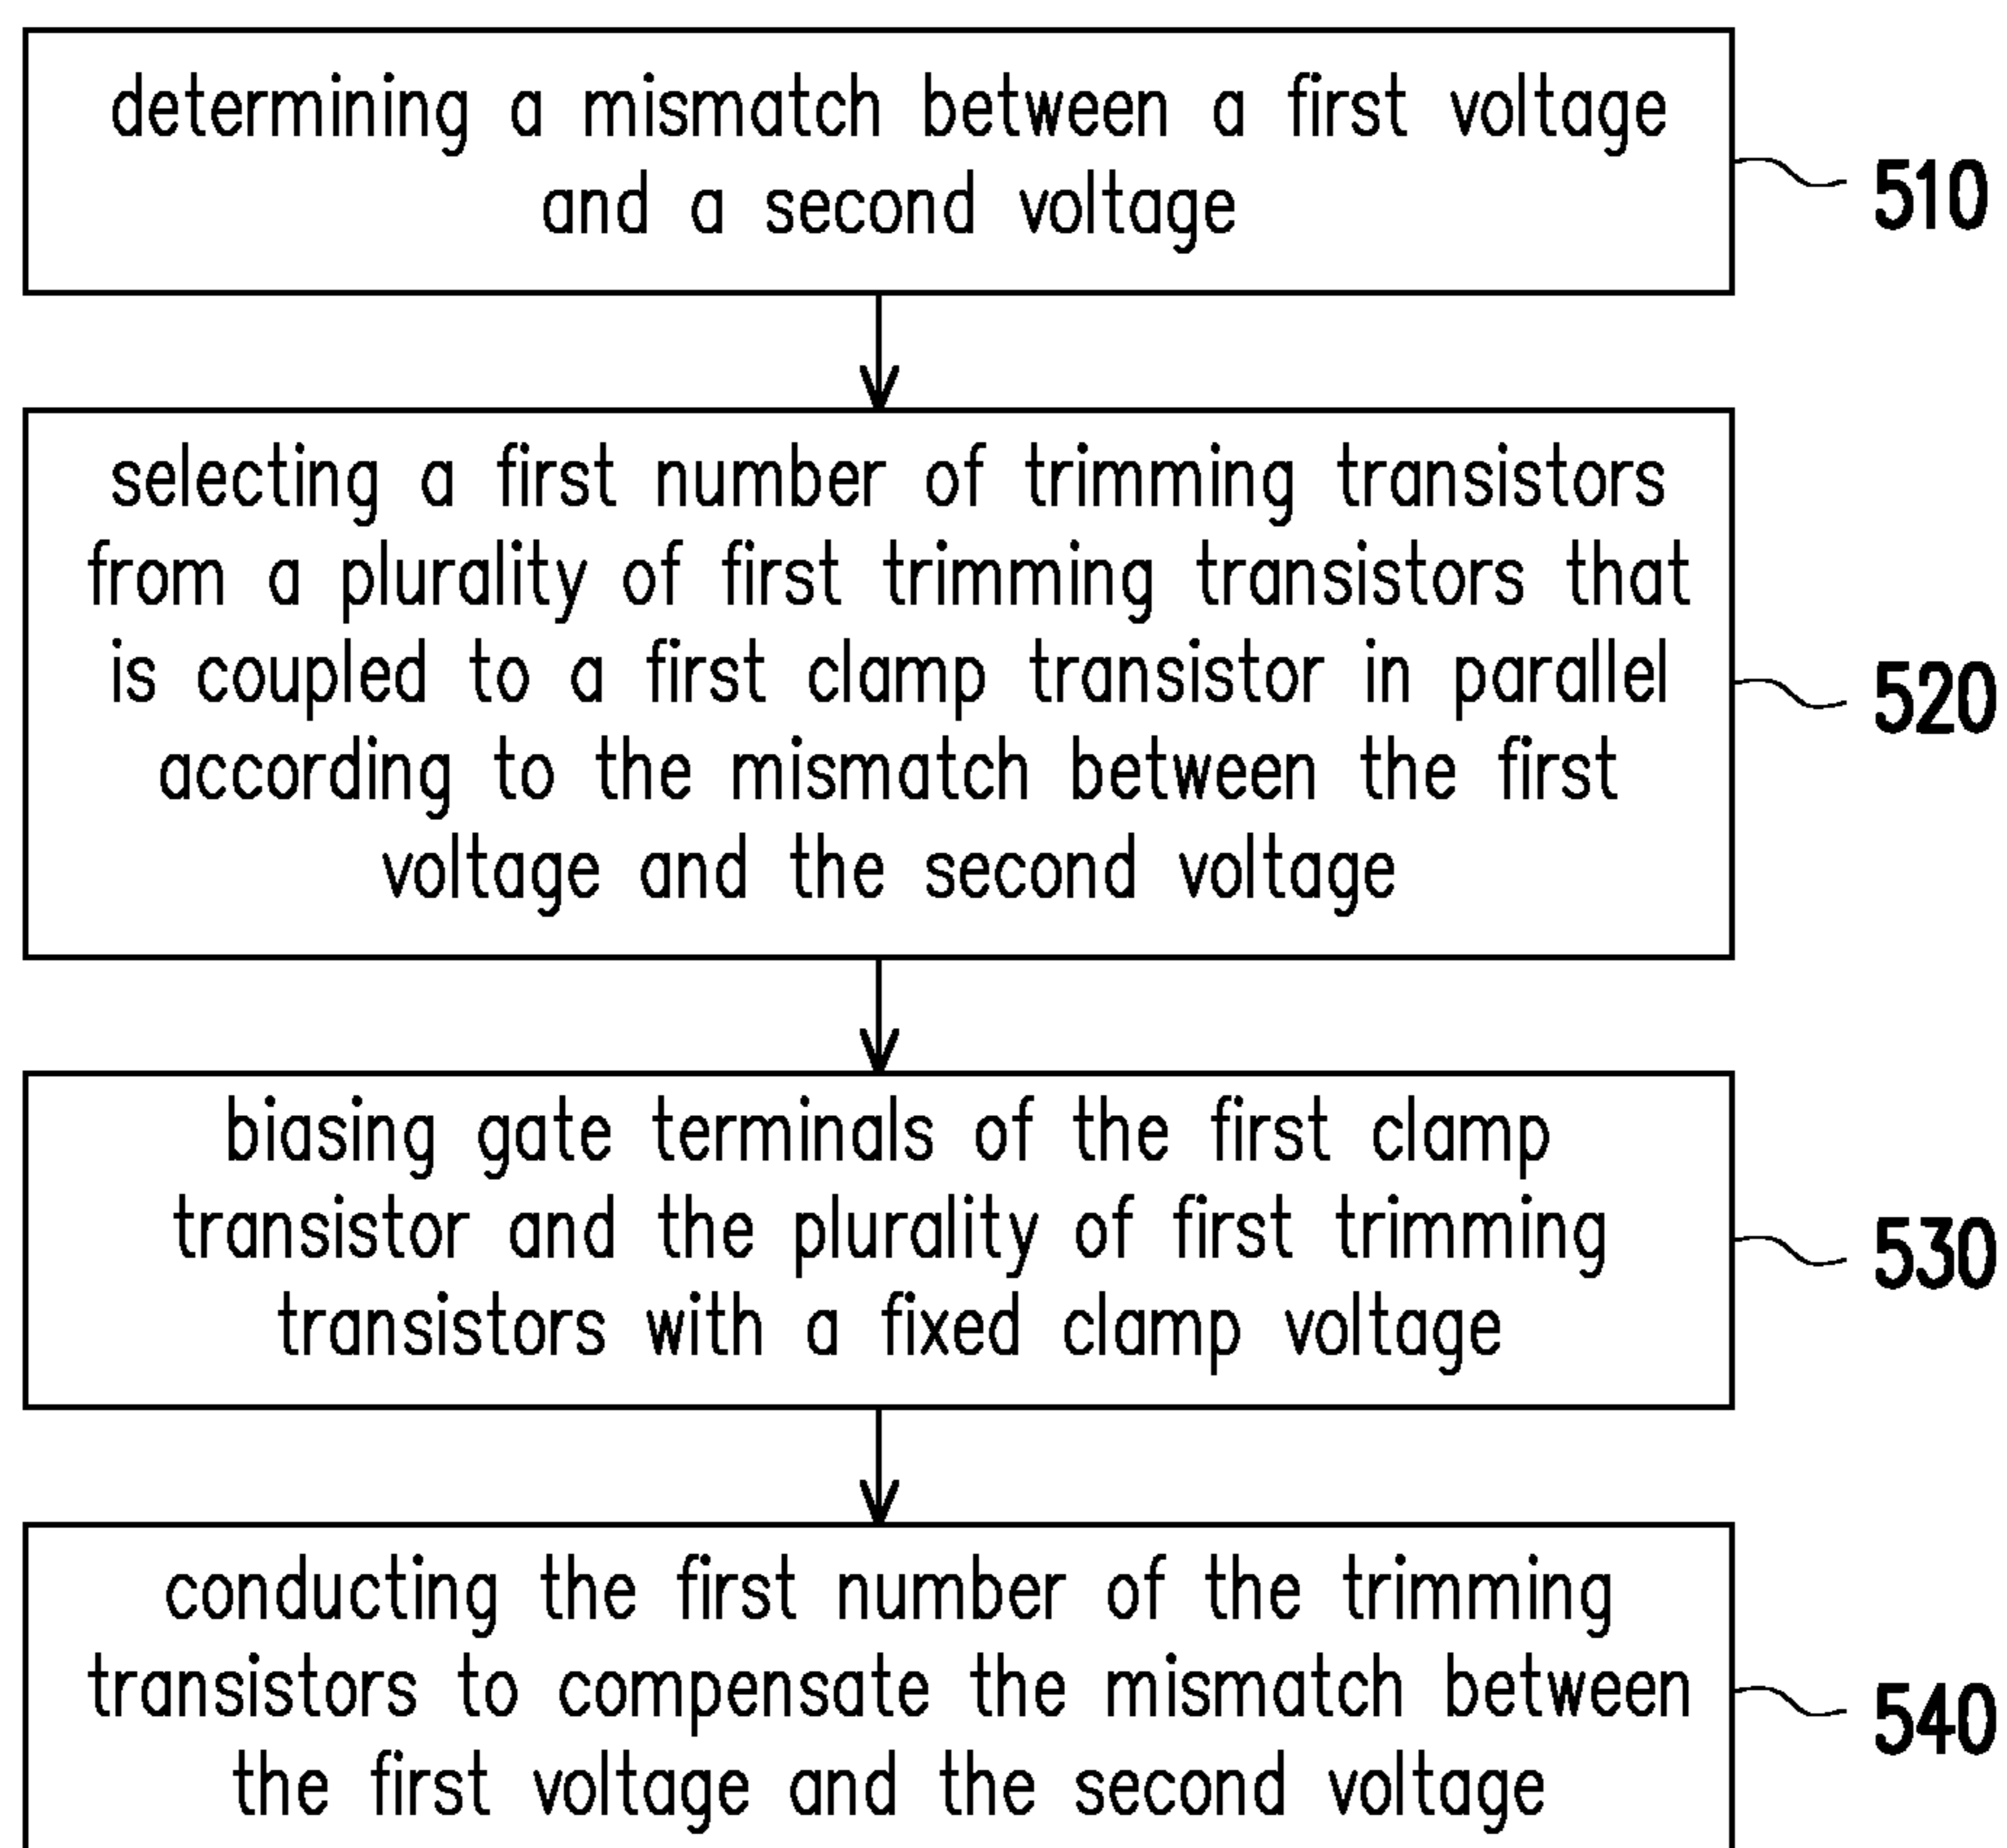 determining a mismatch between a first voltage
and a second voltage
510
selecting a first number of trimming transistors
from a plurality of first trimming transistors that
is coupled to a first clamp transistor in parallel
according to the mismatch between the first
voltage and the second voltage
520
biasing gate terminals of the first clamp
transistor and the plurality of first trimming
transistors with a fixed clamp voltage
530
conducting the first number of the trimming
transistors to compensate the mismatch between
the first voltage and the second voltage
540